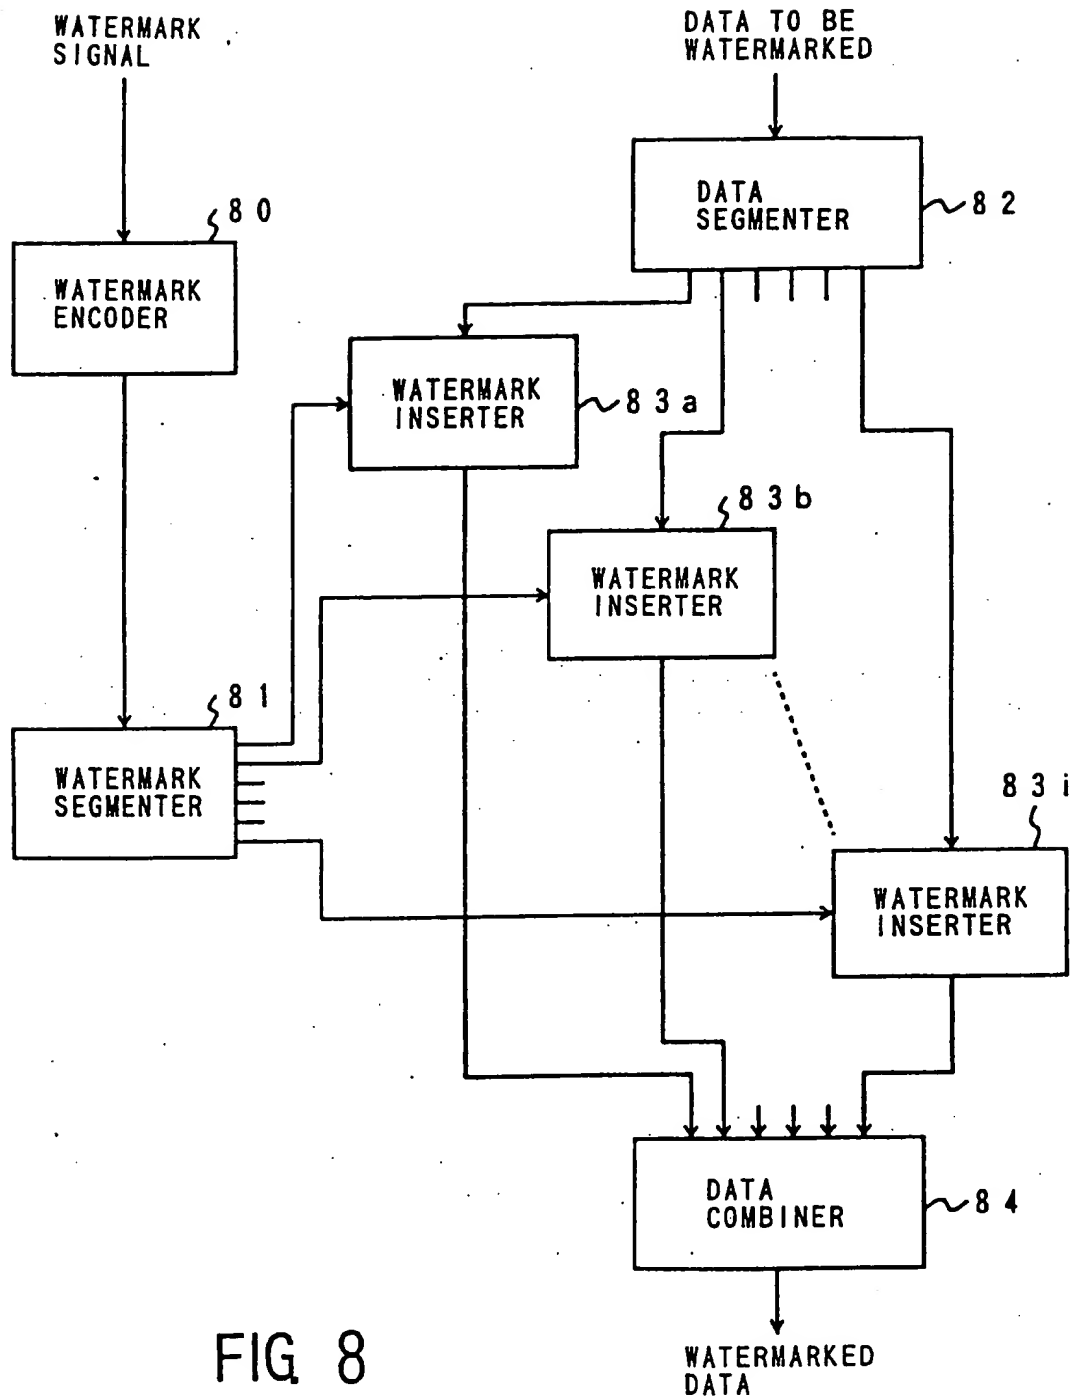 WATERMARK
SIGNAL
DATA TO BE
WATERMARKED
DATA
SEGMENTER
82
80
WATERMARK
ENCODER
WATERMARK
INSERTER
83a
83b
WATERMARK
INSERTER
81
WATERMARK
SEGMENTER
83i
WATERMARK
INSERTER
DATA
COMBINER
84
FIG. 8
WATERMARKED
DATA